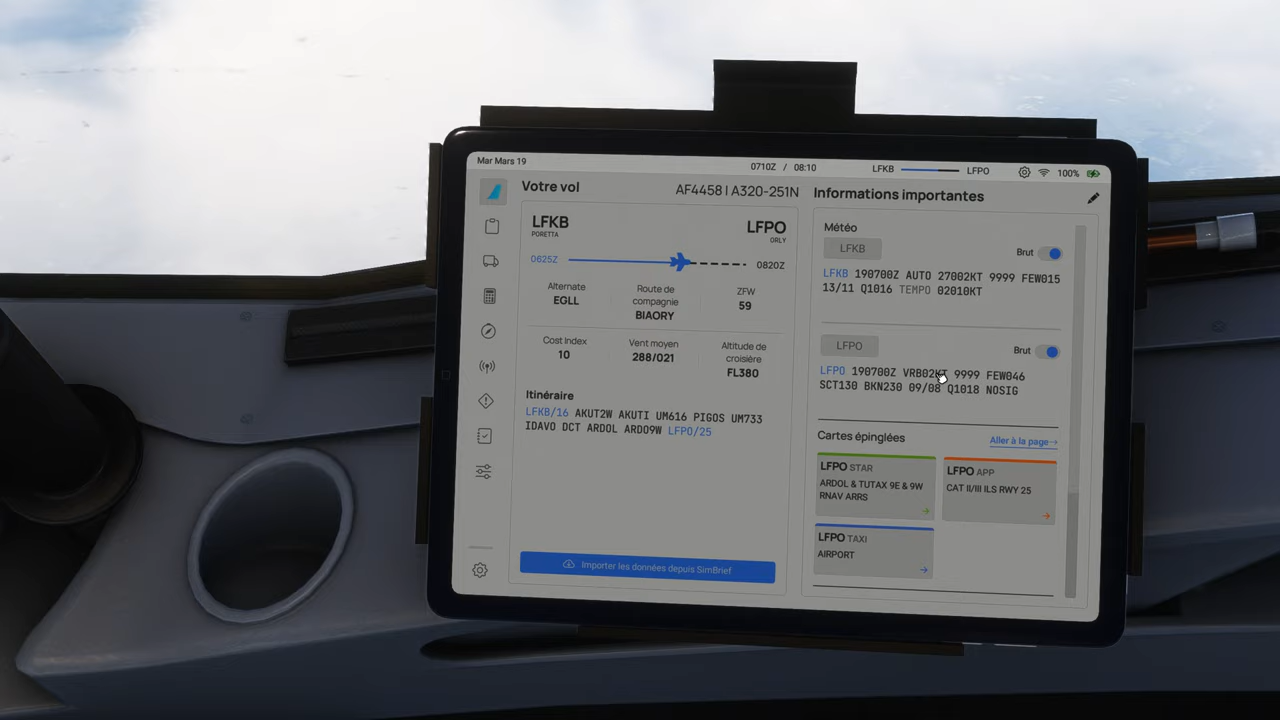 Mar Mars 19
0710Z / 08:10
LFKB LFPO
100%
Votre vol
AF4458 | A320-251N
LFKB
PORETTA
LFPO
ORLY
0625Z
0820Z
Alternate
EGLL
Route de
compagnie
BIAORY
ZFW
59
Cost Index
10
Vent moyen
288/021
Altitude de
croisière
FL380
Itinéraire
LFKB/16 AKUT2W AKUTI UM616 PIGOS UM733
IDAVO DCT ARDOL ARDO9W LFPO/25
Importer les données depuis SimBrief
Informations importantes
Météo
LFKB
Brut
LFKB 190700Z AUTO 27002KT 9999 FEW015
13/11 Q1016 TEMPO 02010KT
LFPO
Brut
LFPO 190700Z VRB02KT 9999 FEW046
SCT130 BKN230 09/08 Q1018 NOSIG
Cartes épinglées
Aller à la page→
LFPO STAR
ARDOL & TUTAX 9E & 9W
RNAV ARRS
LFPO APP
CAT II/III ILS RWY 25
LFPO TAXI
AIRPORT